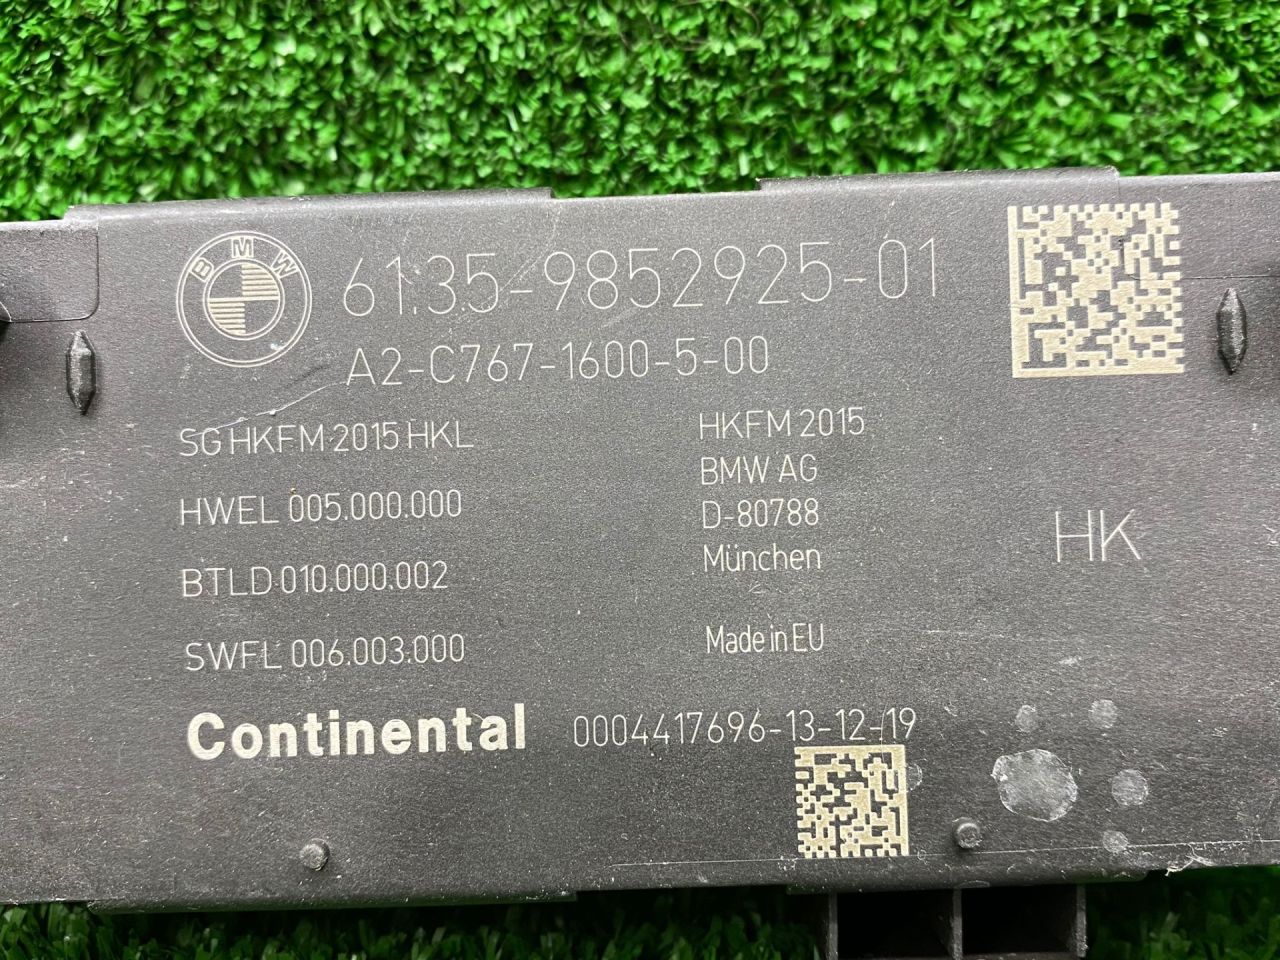 BMW
61.35-9852925-01
A2-C767-1600-5-00
SG HKFM 2015 HKL
HWEL 005.000.000
BTLD 010.000.002
SWFL 006.003.000
HKFM 2015
BMW AG
D-80788
München
Made in EU
HK
Continental
0004417696-13-12-19